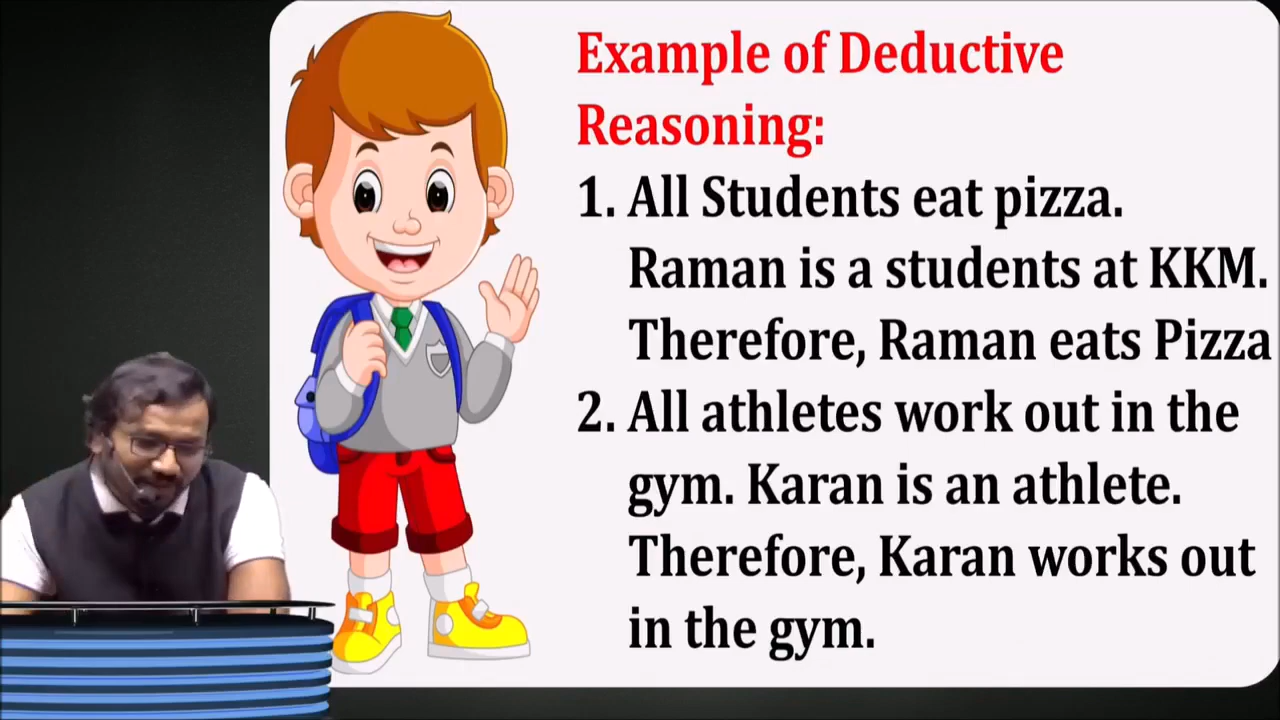 Example of Deductive
Reasoning:
1. All Students eat pizza.
Raman is a students at KKM.
Therefore, Raman eats Pizza
2. All athletes work out in the
gym. Karan is an athlete.
Therefore, Karan works out
in the gym.